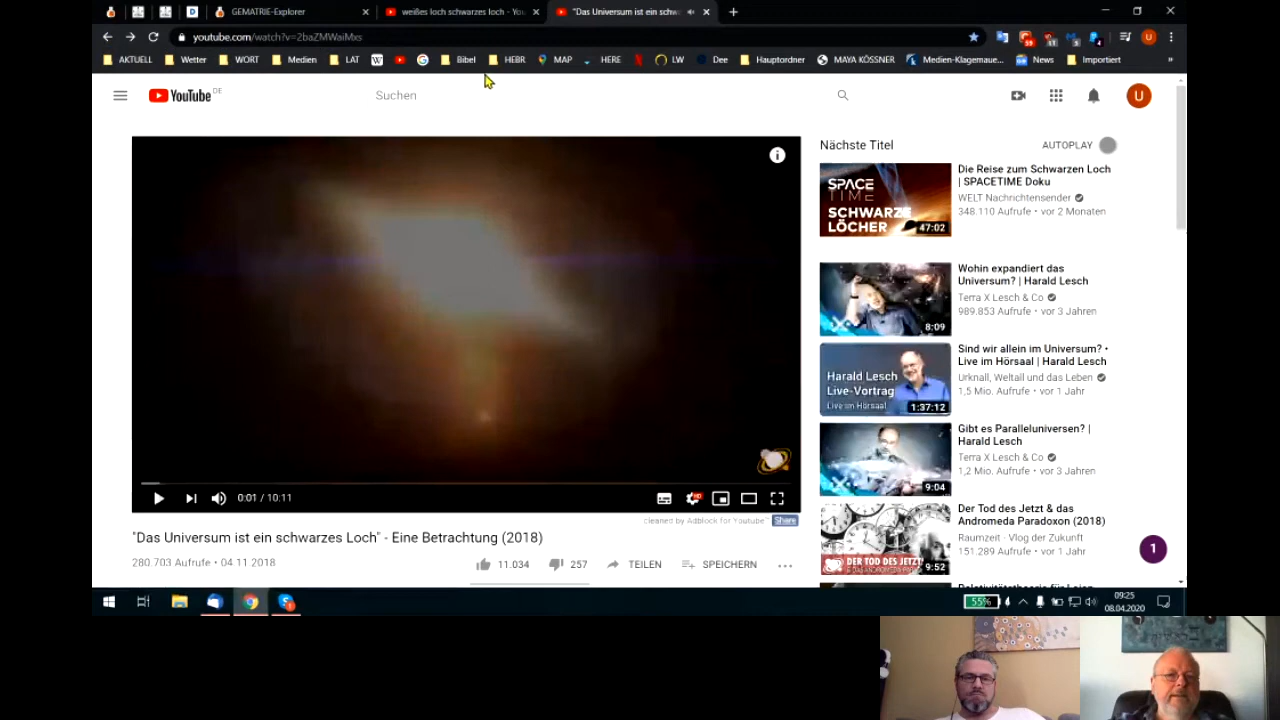 GEMATRIE-Explorer
weißes loch schwarzes loch - You
"Das Universum ist ein schw
youtube.com/watch?v=2baZMWaiMxs
AKTUELL Wetter WORT Medien LAT Bibel HEBR MAP HERE LW Dee Hauptordner MAYA KÖSSNER Medien-Klagemaue... News Importiert »
YouTube DE
Suchen
U
Nächste Titel
AUTOPLAY
SPACE TIME
SCHWARZE LÖCHER
47:02
Die Reise zum Schwarzen Loch
| SPACETIME Doku
WELT Nachrichtensender
348.110 Aufrufe • vor 2 Monaten
8:09
Wohin expandiert das
Universum? | Harald Lesch
Terra X Lesch & Co
989.853 Aufrufe • vor 3 Jahren
Harald Lesch
Live-Vortrag
Live im Hörsaal
1:37:12
Sind wir allein im Universum? •
Live im Hörsaal | Harald Lesch
Urknall, Weltall und das Leben
1,5 Mio. Aufrufe • vor 1 Jahr
9:04
Gibt es Paralleluniversen? |
Harald Lesch
Terra X Lesch & Co
1,2 Mio. Aufrufe • vor 3 Jahren
DER TOD DES JETZT
9:52
Der Tod des Jetzt & das
Andromeda Paradoxon (2018)
Raumzeit - Vlog der Zukunft
151.289 Aufrufe • vor 1 Jahr
1
0:01 / 10:11
cleaned by Adblock for Youtube™ Share
"Das Universum ist ein schwarzes Loch" - Eine Betrachtung (2018)
280.703 Aufrufe • 04.11.2018
11.034 257 TEILEN SPEICHERN
55%
09:25
08.04.2020